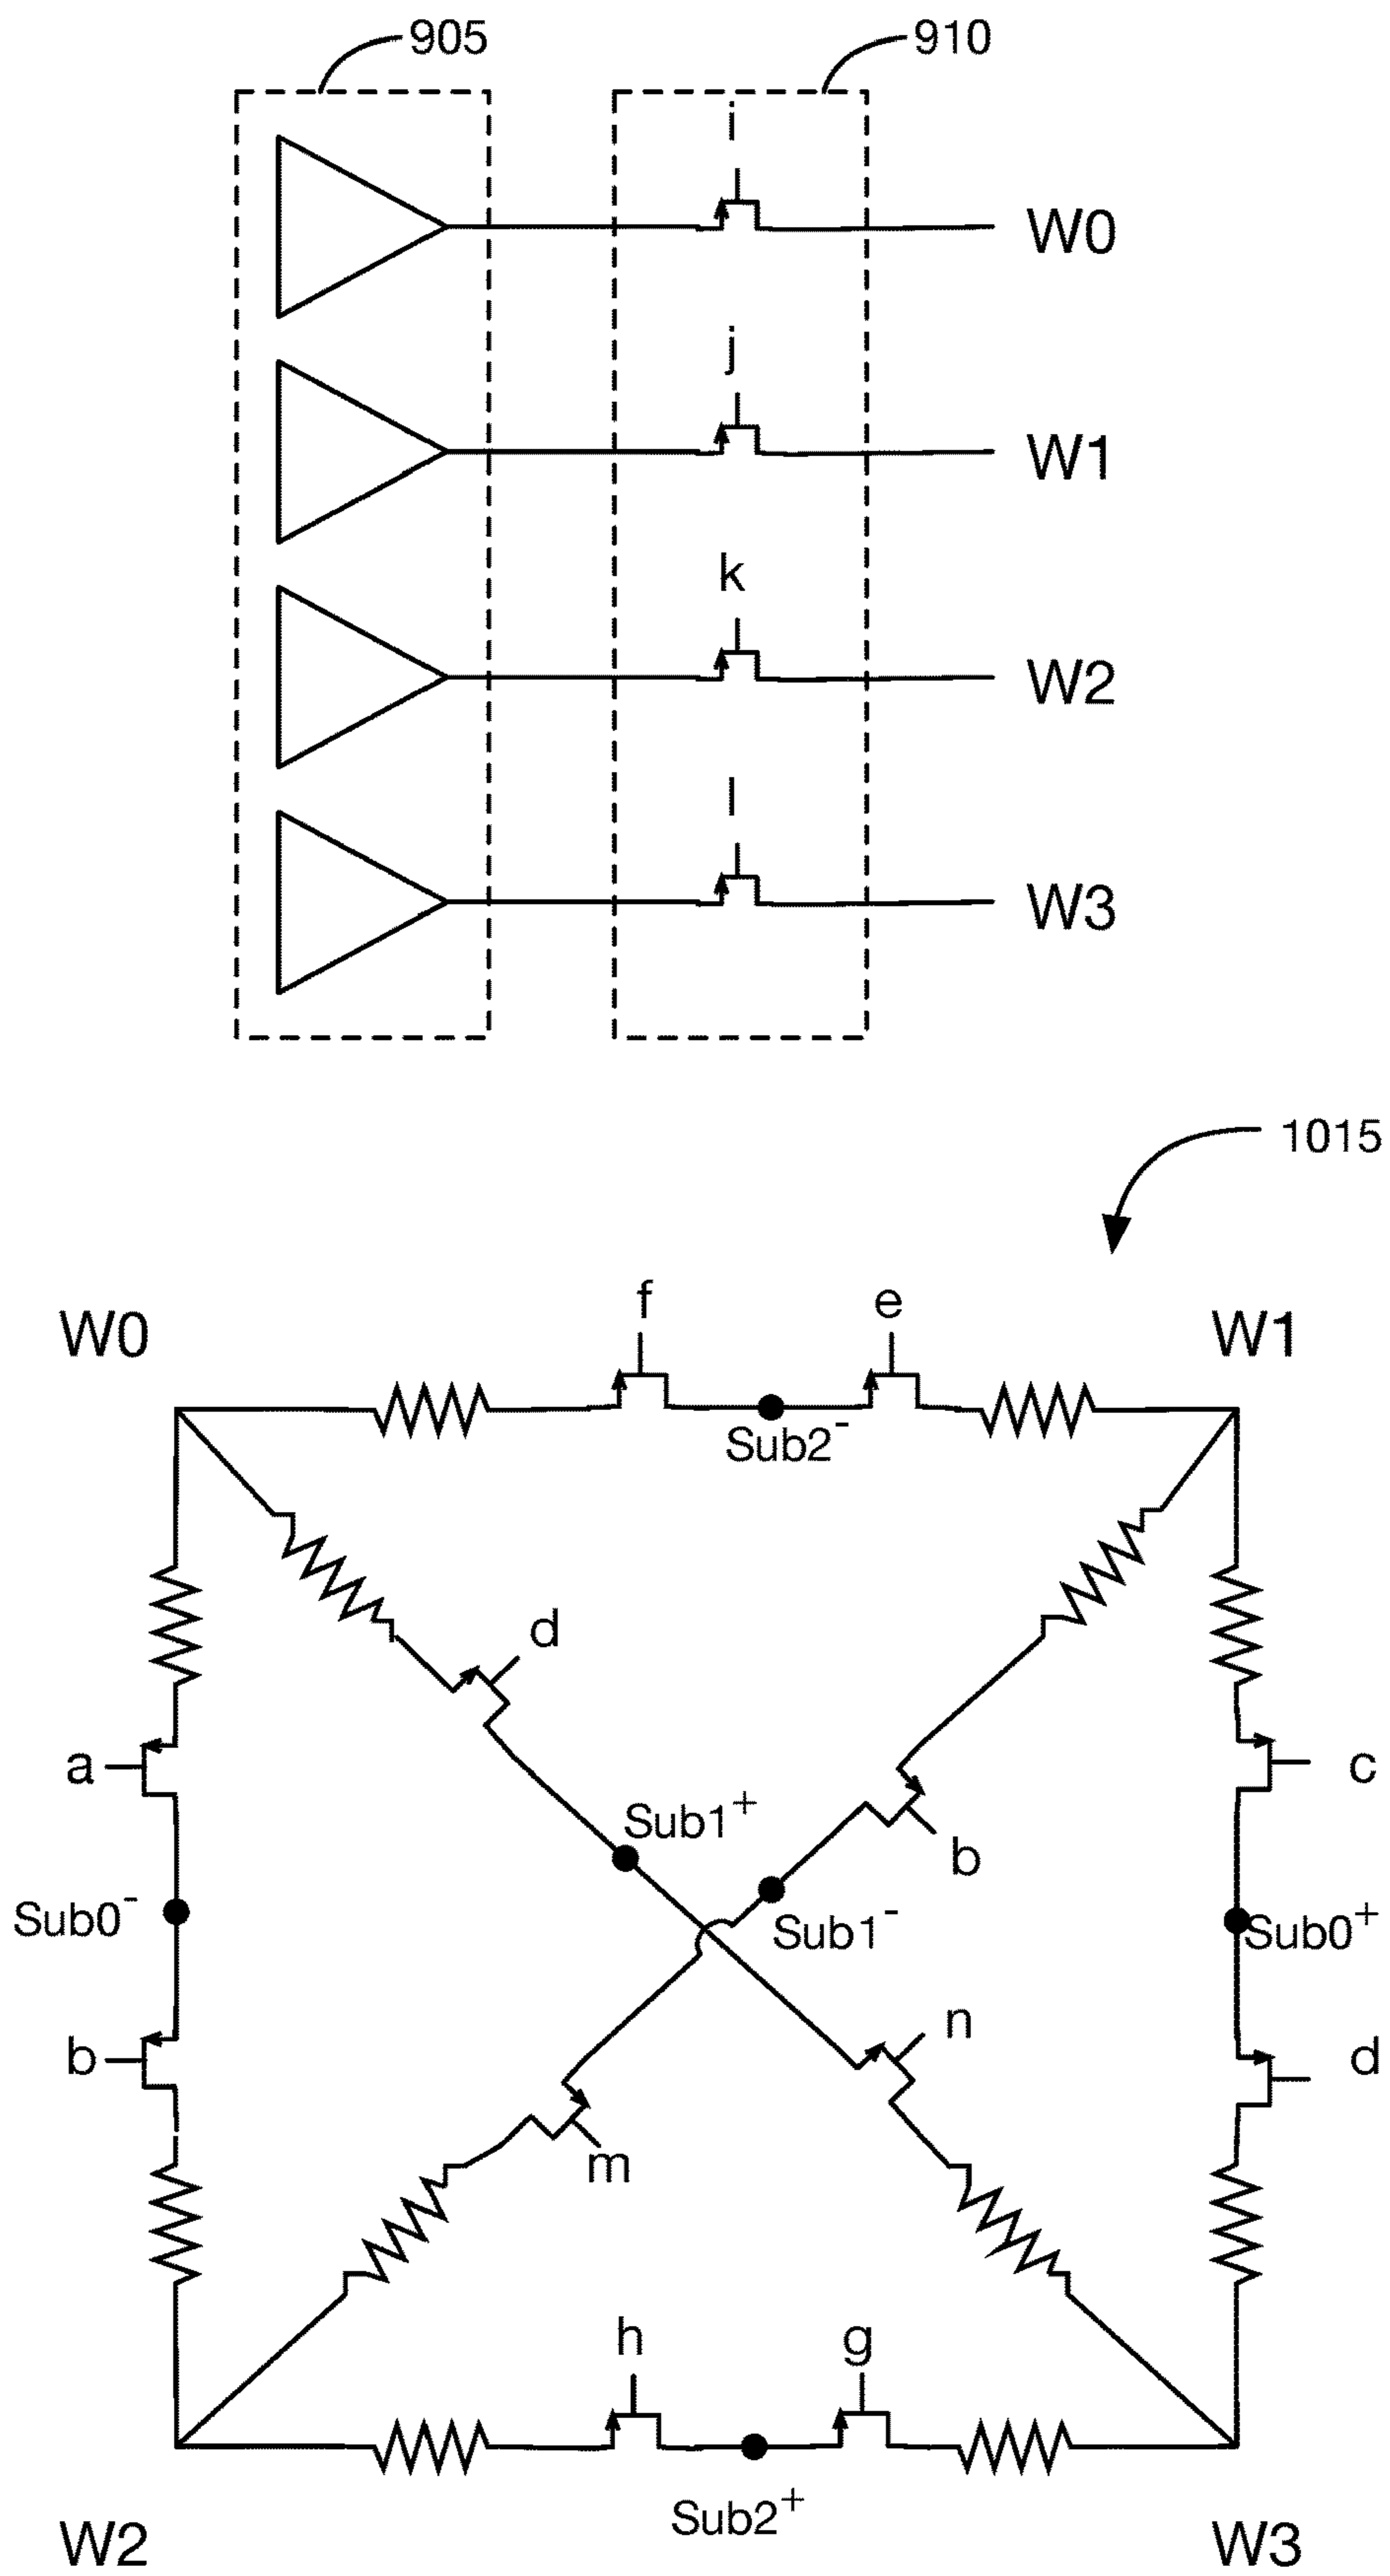 905 910
i
W0
j
W1
k
W2
l
W3
1015
W0 f e W1
Sub2-
d
a c
Sub1+
b
Sub0- Sub1- Sub0+
n
b d
m
h g
Sub2+
W2 W3